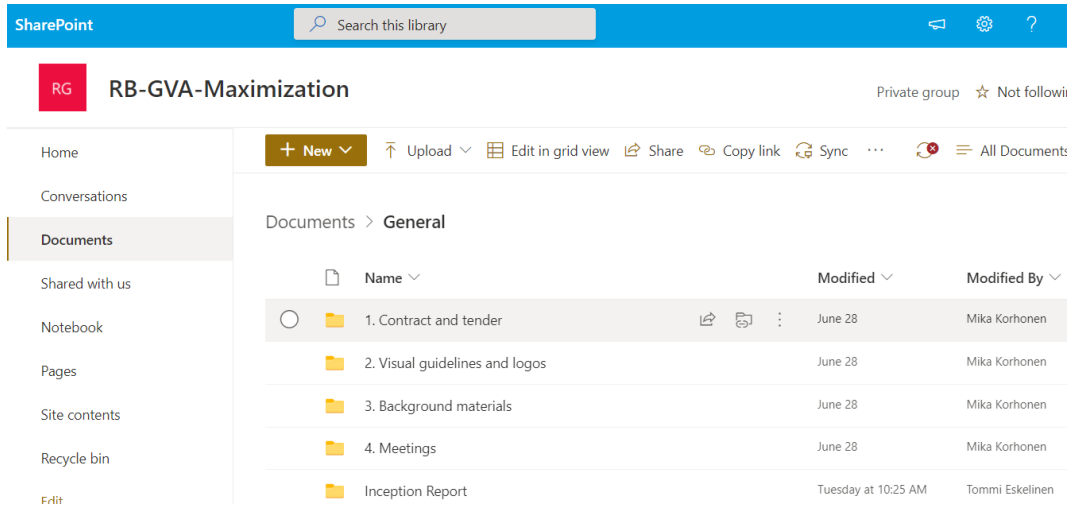 SharePoint
Search this library
?
RG
RB-GVA-Maximization
Private group
Not followin
Home
Conversations
Documents
Shared with us
Notebook
Pages
Site contents
Recycle bin
Edit
+ New
Upload
Edit in grid view
Share
Copy link
Sync
...
All Documents
Documents > General
Name Modified Modified By
1. Contract and tender June 28 Mika Korhonen
2. Visual guidelines and logos June 28 Mika Korhonen
3. Background materials June 28 Mika Korhonen
4. Meetings June 28 Mika Korhonen
Inception Report Tuesday at 10:25 AM Tommi Eskelinen